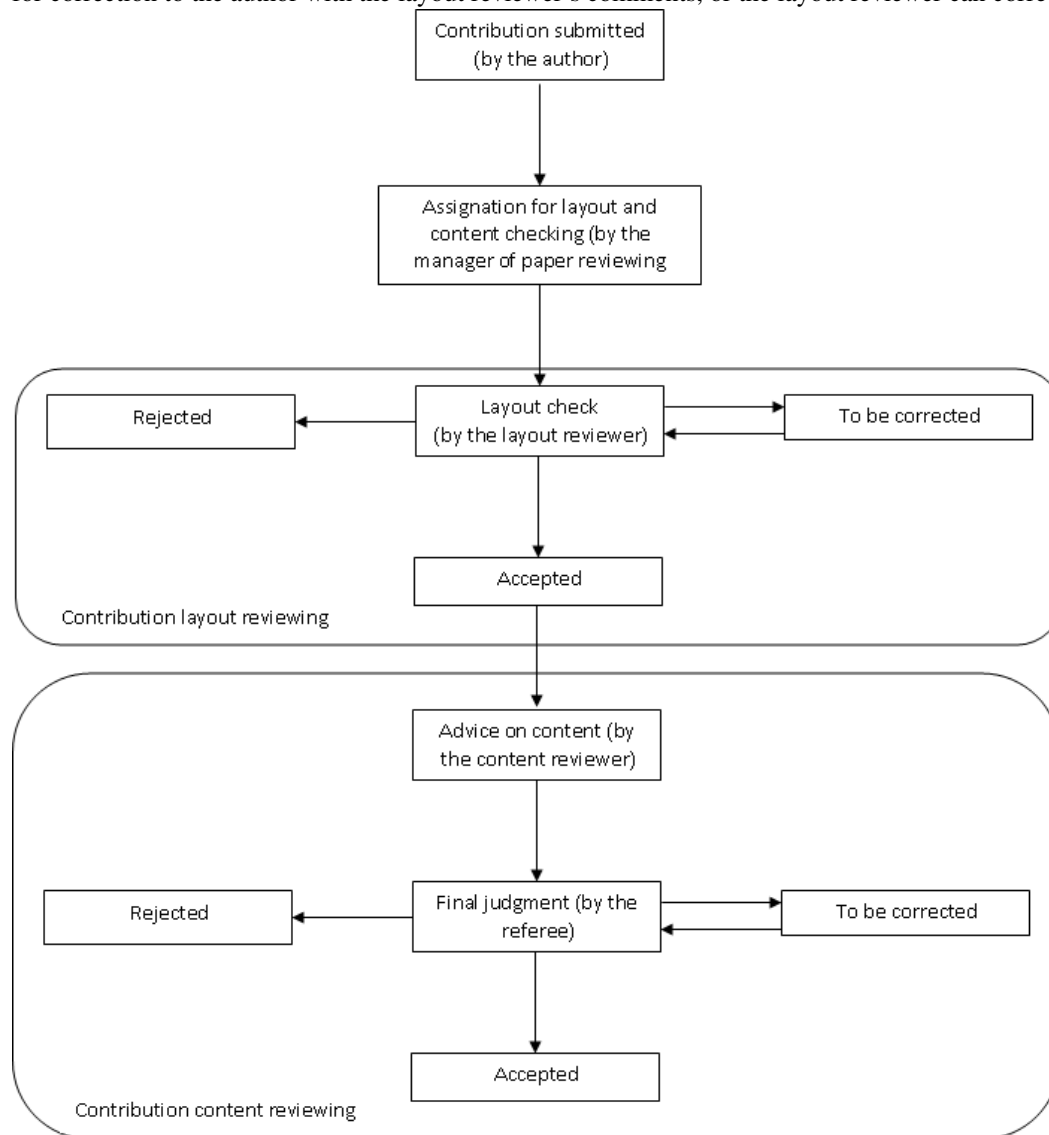 for correction to the author with the layout reviewer's comments, or the layout reviewer can corre
Contribution submitted
(by the author)
Assignation for layout and
content checking (by the
manager of paper reviewing
Rejected
Layout check
(by the layout reviewer)
To be corrected
Accepted
Contribution layout reviewing
Advice on content (by
the content reviewer)
Rejected
Final judgment (by the
referee)
To be corrected
Accepted
Contribution content reviewing